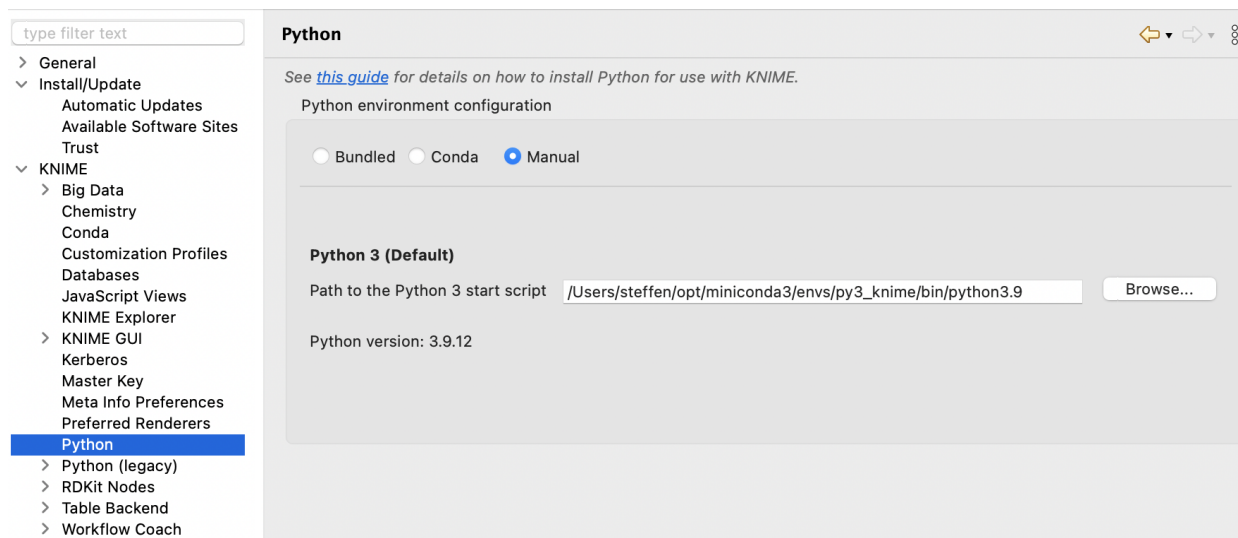 type filter text
General
Install/Update
Automatic Updates
Available Software Sites
Trust
KNIME
Big Data
Chemistry
Conda
Customization Profiles
Databases
JavaScript Views
KNIME Explorer
KNIME GUI
Kerberos
Master Key
Meta Info Preferences
Preferred Renderers
Python
Python (legacy)
RDKit Nodes
Table Backend
Workflow Coach
Python
See this guide for details on how to install Python for use with KNIME.
Python environment configuration
Bundled Conda Manual
Python 3 (Default)
Path to the Python 3 start script /Users/steffen/opt/miniconda3/envs/py3_knime/bin/python3.9 Browse...
Python version: 3.9.12